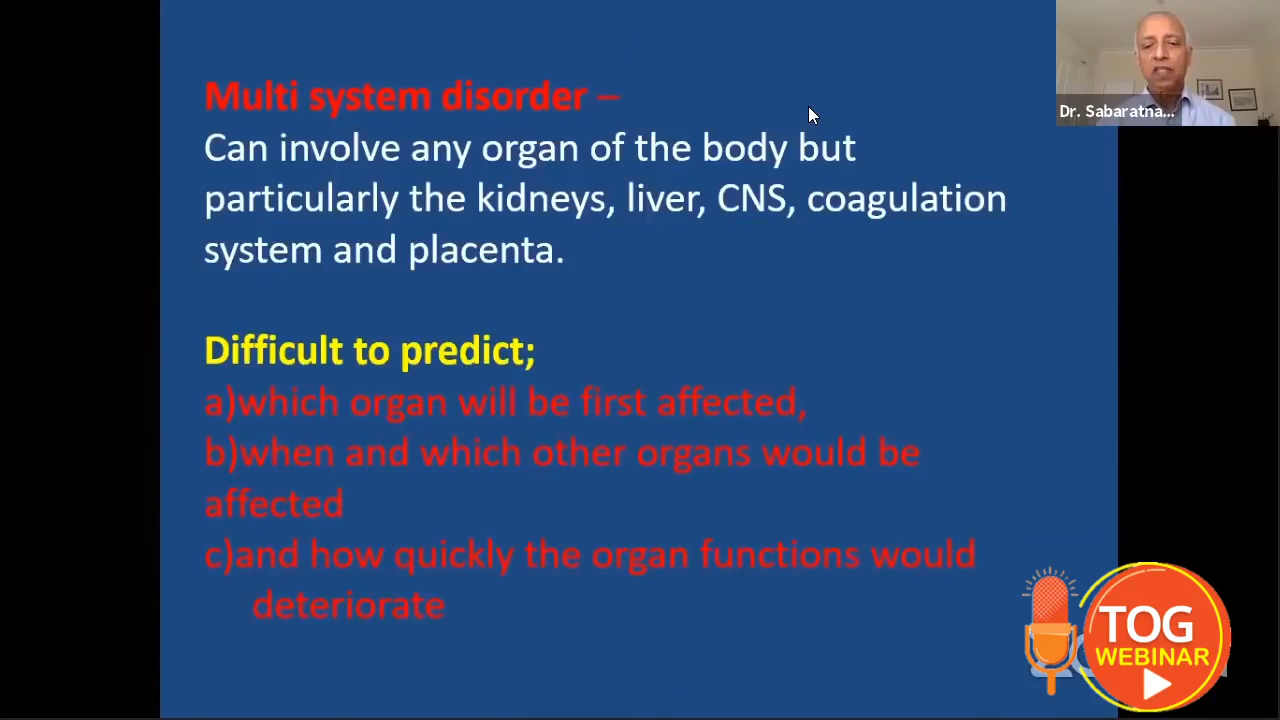 Multi system disorder –
Can involve any organ of the body but
particularly the kidneys, liver, CNS, coagulation
system and placenta.
Difficult to predict;
a)which organ will be first affected,
b)when and which other organs would be
affected
c)and how quickly the organ functions would
deteriorate
Dr. Sabaratna...
TOG
WEBINAR